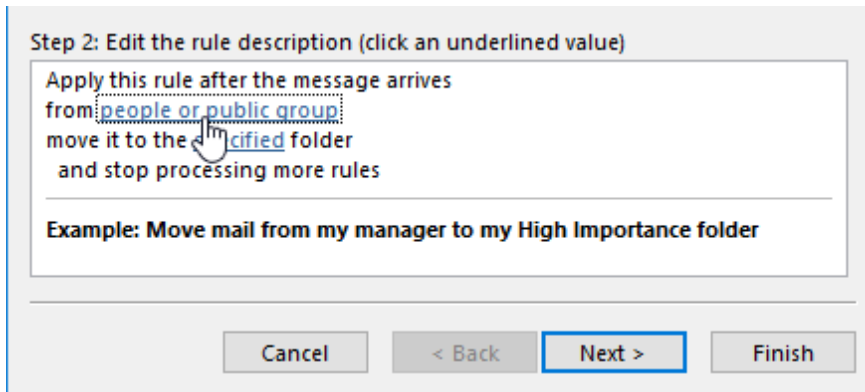 Step 2: Edit the rule description (click an underlined value)
Apply this rule after the message arrives
from people or public group
move it to the cified folder
and stop processing more rules
Example: Move mail from my manager to my High Importance folder
Cancel
< Back
Next >
Finish